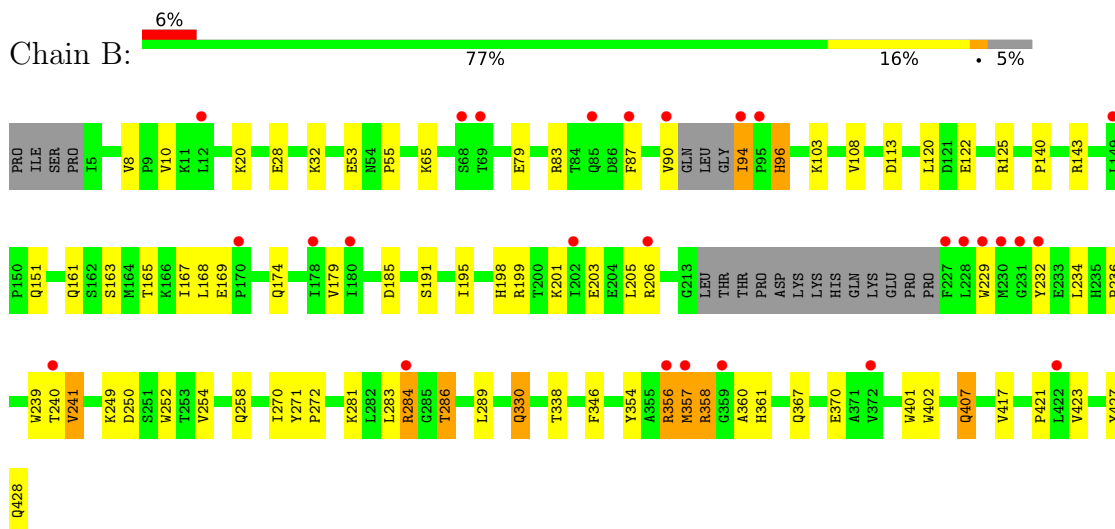 6%
Chain B:
77% 16% • 5%
PRO ILE SER PRO I5 V8 P9 V10 K11 L12 K20 E28 K32 E53 N54 P55 K65 S68 T69 E79 R83 T84 Q85 D86 F87 V90 GLN LEU GLY I94 P95 H96 K103 V108 D113 L120 D121 E122 R125 P140 R143 L149
P150 Q151 Q161 S162 S163 M164 T165 K166 I167 L168 E169 P170 Q174 I178 V179 I180 D185 S191 I195 H198 R199 T200 K201 I202 E203 E204 L205 R206 G213 LEU THR THR PRO ASP LYS LYS HIS GLN LYS GLU PRO PRO F227 L228 W229 M230 G231 Y232 E233 L234 H235 P236
W239 T240 V241 K249 D250 S251 W252 T253 V254 Q258 I270 Y271 P272 K281 L282 L283 R284 G285 T286 L289 Q330 T338 F346 Y354 A355 R356 M357 R358 G359 A360 H361 Q367 E370 A371 V372 W401 W402 Q407 V417 P421 L422 V423 Y427
Q428